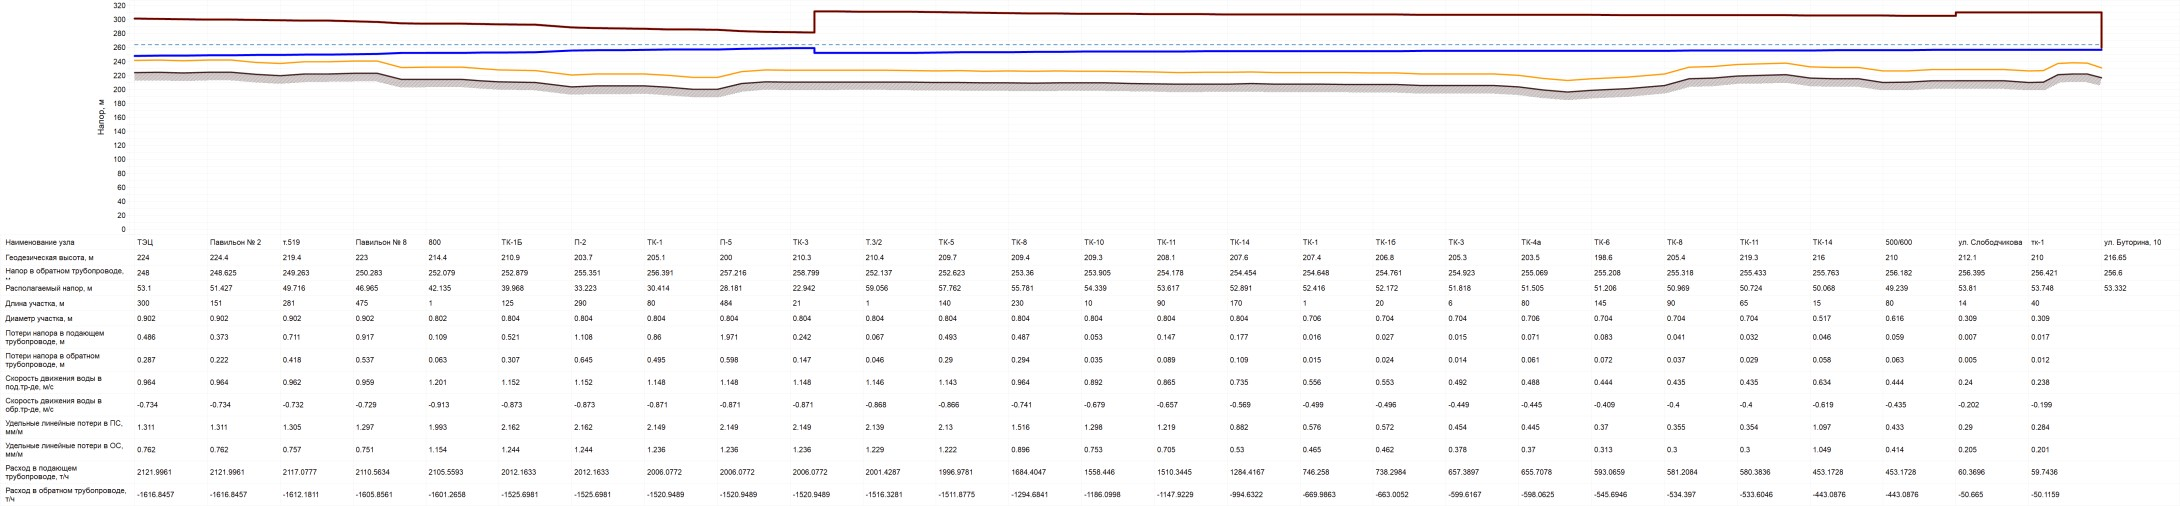 320
300
280
260
240
220
200
180
160
140
120
100
80
60
40
20
0
Напор, м
Наименование узла ТЭЦ Павильон № 2 т.519 Павильон № 8 800 ТК-1Б П-2 ТК-1 П-5 ТК-3 Т.3/2 ТК-5 ТК-8 ТК-10 ТК-11 ТК-14 ТК-1 ТК-1б ТК-3 ТК-4а ТК-6 ТК-8 ТК-11 ТК-14 500/600 ул. Слободчикова тк-1 ул. Буторина, 10
Геодезическая высота, м 224 224.4 219.4 223 214.4 210.9 203.7 205.1 200 210.3 210.4 209.7 209.4 209.3 208.1 207.6 207.4 206.8 205.3 203.5 198.6 205.4 219.3 216 210 212.1 210 216.65
Напор в обратном трубопроводе, 248 248.625 249.263 250.283 252.079 252.879 255.351 256.391 257.216 258.799 252.137 252.623 253.36 253.905 254.178 254.454 254.648 254.761 254.923 255.069 255.208 255.318 255.433 255.763 256.182 256.395 256.421 256.6
Располагаемый напор, м 53.1 51.427 49.716 46.965 42.135 39.968 33.223 30.414 28.181 22.942 59.056 57.762 55.781 54.339 53.617 52.891 52.416 52.172 51.818 51.505 51.206 50.969 50.724 50.068 49.239 53.81 53.748 53.332
Длина участка, м 300 151 281 475 1 125 290 80 484 21 1 140 230 10 90 170 1 20 6 80 145 90 65 15 80 14 40
Диаметр участка, м 0.902 0.902 0.902 0.902 0.802 0.804 0.804 0.804 0.804 0.804 0.804 0.804 0.804 0.804 0.804 0.804 0.706 0.704 0.704 0.706 0.704 0.704 0.704 0.517 0.616 0.309 0.309
Потери напора в подающем
трубопроводе, м 0.486 0.373 0.711 0.917 0.109 0.521 1.108 0.86 1.971 0.242 0.067 0.493 0.487 0.053 0.147 0.177 0.016 0.027 0.015 0.071 0.083 0.041 0.032 0.046 0.059 0.007 0.017
Потери напора в обратном
трубопроводе, м 0.287 0.222 0.418 0.537 0.063 0.307 0.645 0.495 0.598 0.147 0.046 0.29 0.294 0.035 0.089 0.109 0.015 0.024 0.014 0.061 0.072 0.037 0.029 0.058 0.063 0.005 0.012
Скорость движения воды в
под.тр-де, м/с 0.964 0.964 0.962 0.959 1.201 1.152 1.152 1.148 1.148 1.148 1.146 1.143 0.964 0.892 0.865 0.735 0.556 0.553 0.492 0.488 0.444 0.435 0.435 0.634 0.444 0.24 0.238
Скорость движения воды в
обр.тр-де, м/с -0.734 -0.734 -0.732 -0.729 -0.913 -0.873 -0.873 -0.871 -0.871 -0.871 -0.868 -0.866 -0.741 -0.679 -0.657 -0.569 -0.499 -0.496 -0.449 -0.445 -0.409 -0.4 -0.4 -0.619 -0.435 -0.202 -0.199
Удельные линейные потери в ПС,
мм/м 1.311 1.311 1.305 1.297 1.993 2.162 2.162 2.149 2.149 2.149 2.139 2.13 1.516 1.298 1.219 0.882 0.576 0.572 0.454 0.445 0.37 0.355 0.354 1.097 0.433 0.29 0.284
Удельные линейные потери в ОС,
мм/м 0.762 0.762 0.757 0.751 1.154 1.244 1.244 1.236 1.236 1.236 1.229 1.222 0.896 0.753 0.705 0.53 0.465 0.462 0.378 0.37 0.313 0.3 0.3 1.049 0.414 0.205 0.201
Расход в подающем
трубопроводе, т/ч 2121.9961 2121.9961 2117.0777 2110.5634 2105.5593 2012.1633 2012.1633 2006.0772 2006.0772 2006.0772 2001.4287 1996.9781 1684.4047 1558.446 1510.3445 1284.4167 746.258 738.2984 657.3897 655.7078 593.0659 581.2084 580.3836 453.1728 453.1728 60.3696 59.7436
Расход в обратном трубопроводе,
т/ч -1616.8457 -1616.8457 -1612.1811 -1605.8561 -1601.2658 -1525.6981 -1525.6981 -1520.9489 -1520.9489 -1520.9489 -1516.3281 -1511.8775 -1294.6841 -1186.0998 -1147.9229 -994.6322 -669.9863 -663.0052 -599.6167 -598.0625 -545.6946 -534.397 -533.6046 -443.0876 -443.0876 -50.665 -50.1159